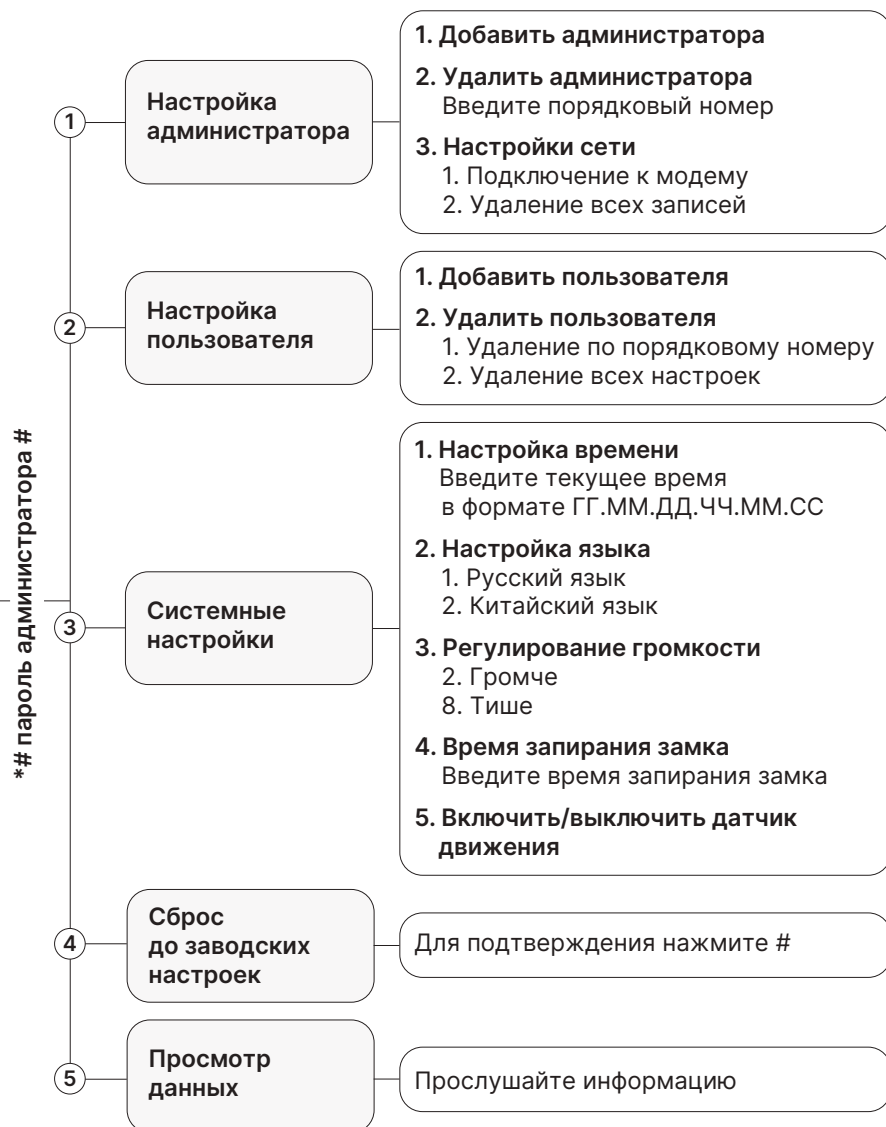 *# пароль администратора #
1
Настройка
администратора
1. Добавить администратора
2. Удалить администратора
Введите порядковый номер
3. Настройки сети
1. Подключение к модему
2. Удаление всех записей
2
Настройка
пользователя
1. Добавить пользователя
2. Удалить пользователя
1. Удаление по порядковому номеру
2. Удаление всех настроек
3
Системные
настройки
1. Настройка времени
Введите текущее время
в формате ГГ.ММ.ДД.ЧЧ.ММ.СС
2. Настройка языка
1. Русский язык
2. Китайский язык
3. Регулирование громкости
2. Громче
8. Тише
4. Время запирания замка
Введите время запирания замка
5. Включить/выключить датчик
движения
4
Сброс
до заводских
настроек
Для подтверждения нажмите #
5
Просмотр
данных
Прослушайте информацию